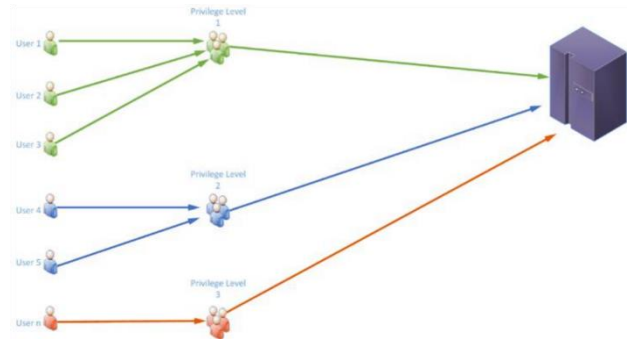 Privilege Level
1
User 1
User 2
User 3
Privilege Level
2
User 4
User 5
Privilege Level
3
User n